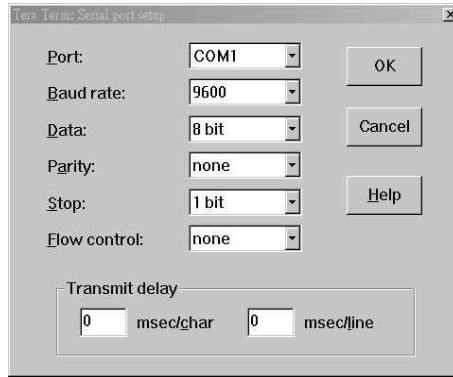 Tera Term: Serial port setup
Port: COM1
OK
Baud rate: 9600
Data: 8 bit
Cancel
Parity: none
Stop: 1 bit
Help
Flow control: none
Transmit delay
0 msec/char 0 msec/line